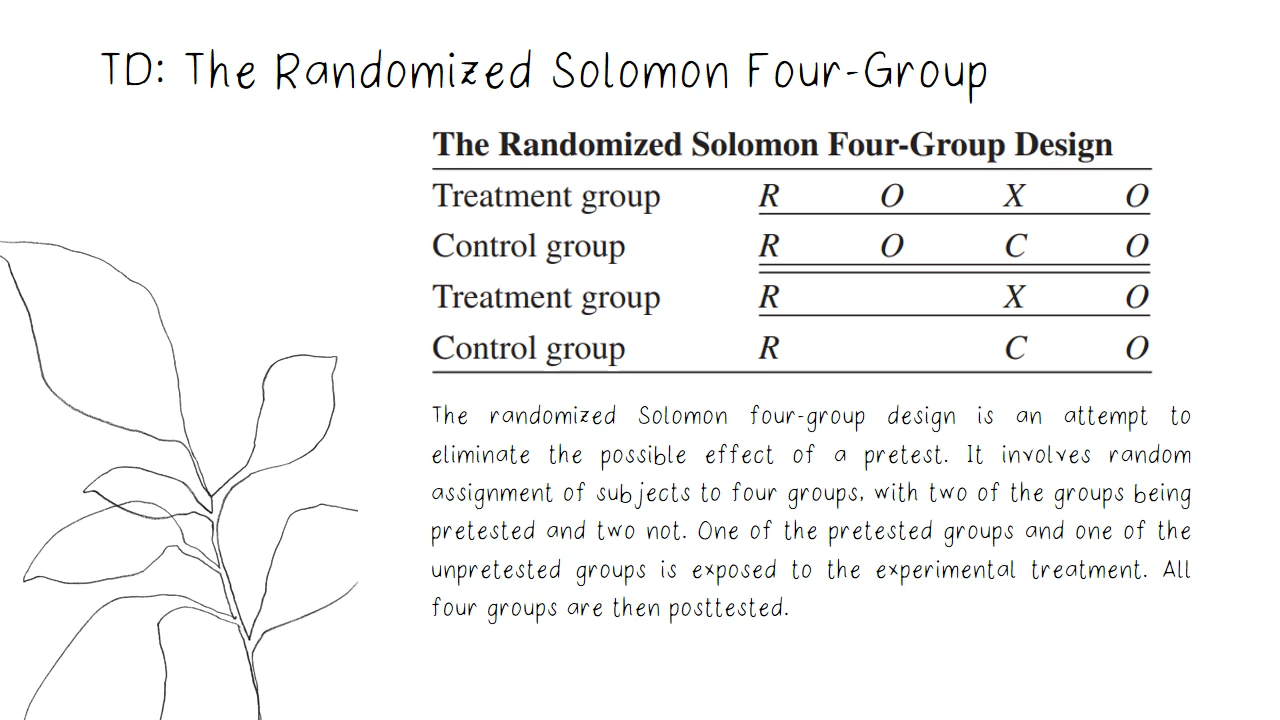 TD: The Randomized Solomon Four-Group
The Randomized Solomon Four-Group Design
Treatment group R O X O
Control group R O C O
Treatment group R X O
Control group R C O
The randomized Solomon four-group design is an attempt to
eliminate the possible effect of a pretest. It involves random
assignment of subjects to four groups, with two of the groups being
pretested and two not. One of the pretested groups and one of the
unpretested groups is exposed to the experimental treatment. All
four groups are then posttested.